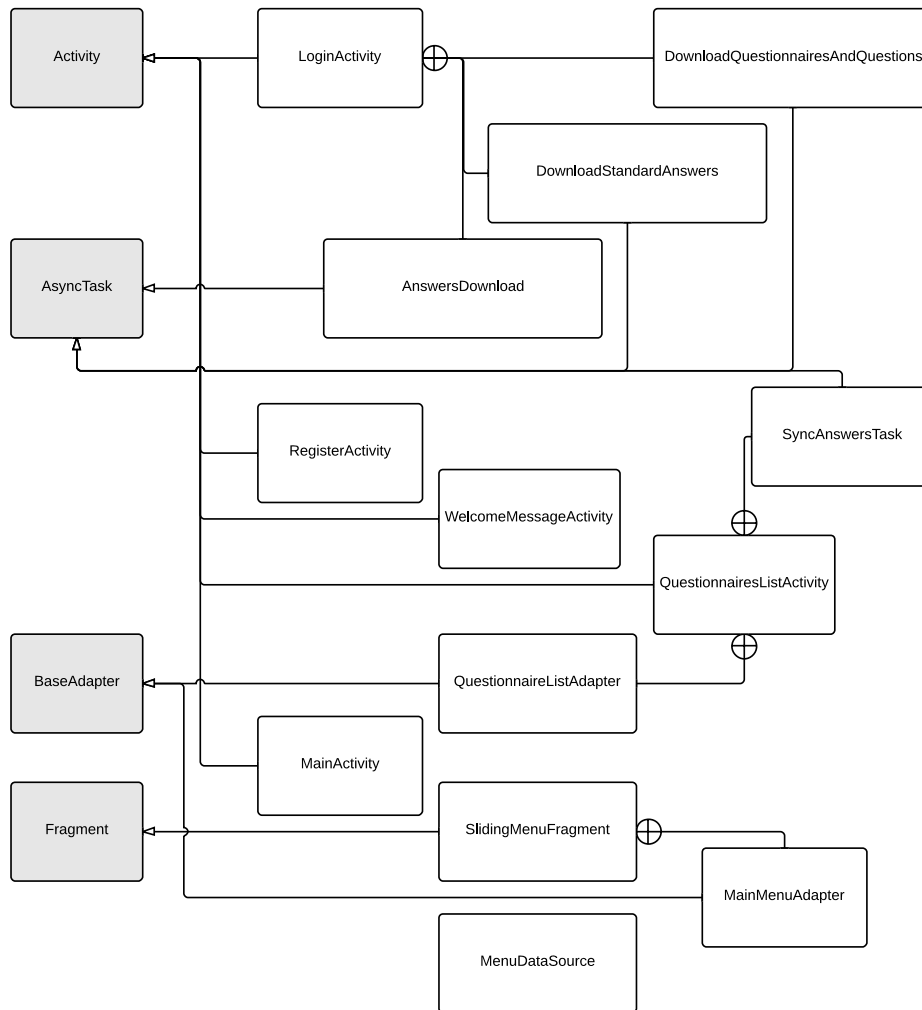 Activity
LoginActivity
DownloadQuestionnairesAndQuestions
DownloadStandardAnswers
AsyncTask
AnswersDownload
SyncAnswersTask
RegisterActivity
WelcomeMessageActivity
QuestionnairesListActivity
BaseAdapter
QuestionnaireListAdapter
MainActivity
Fragment
SlidingMenuFragment
MainMenuAdapter
MenuDataSource